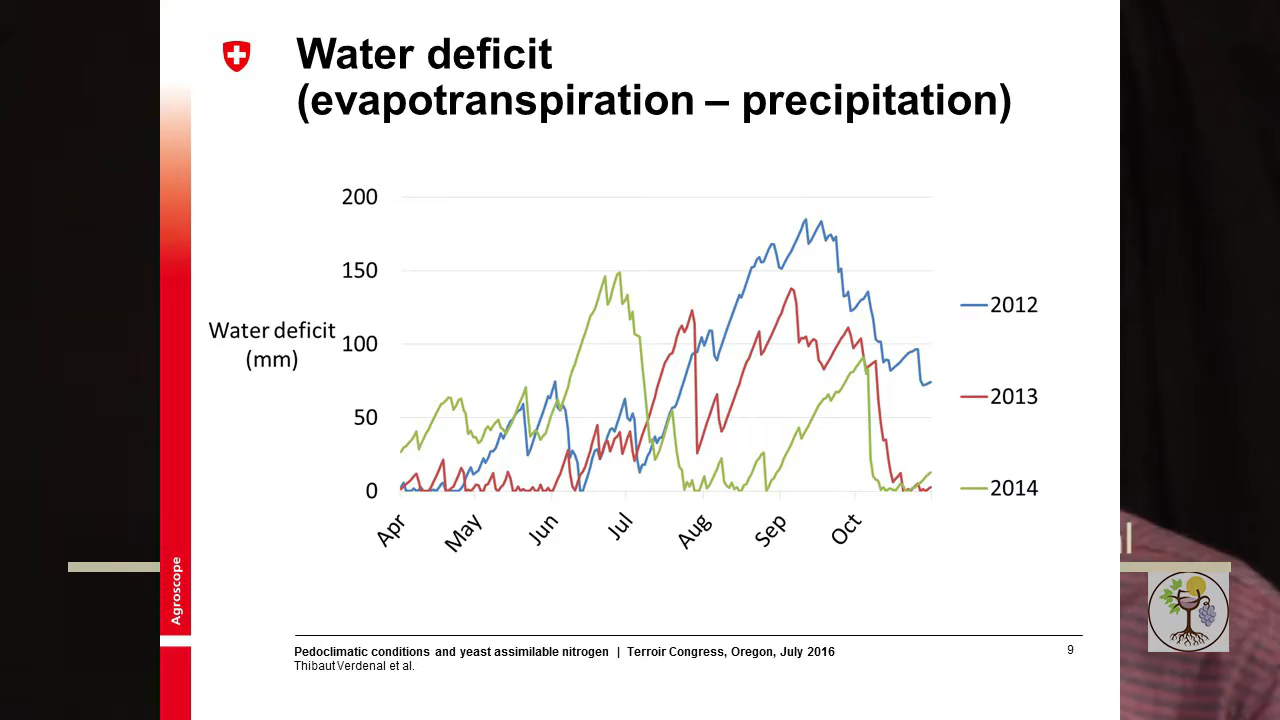 Water deficit
(evapotranspiration – precipitation)
200
150
100
50
0
Water deficit
(mm)
Apr
May
Jun
Jul
Aug
Sep
Oct
2012
2013
2014
Agroscope
Pedoclimatic conditions and yeast assimilable nitrogen | Terroir Congress, Oregon, July 2016
9
Thibaut Verdenal et al.